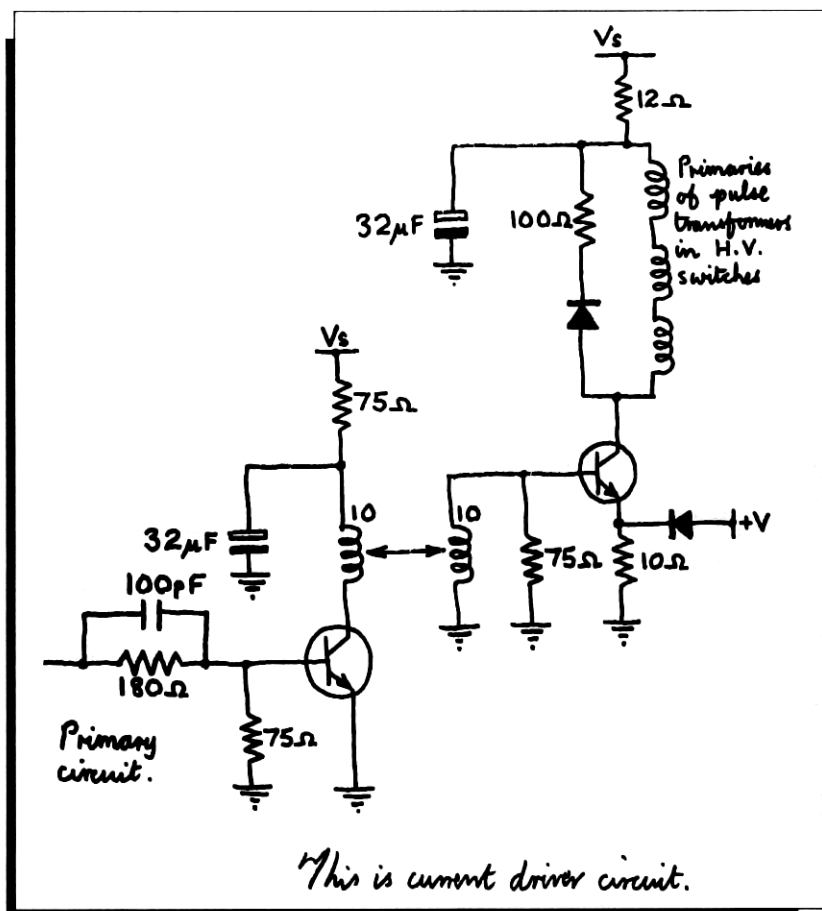 Vs
12Ω
Primaries
of pulse
transformers
in H.V.
switches
32µF
100Ω
Vs
75Ω
10
10
32µF
+V
75Ω
10Ω
100pF
180Ω
75Ω
Primary
circuit.
This is current driver circuit.